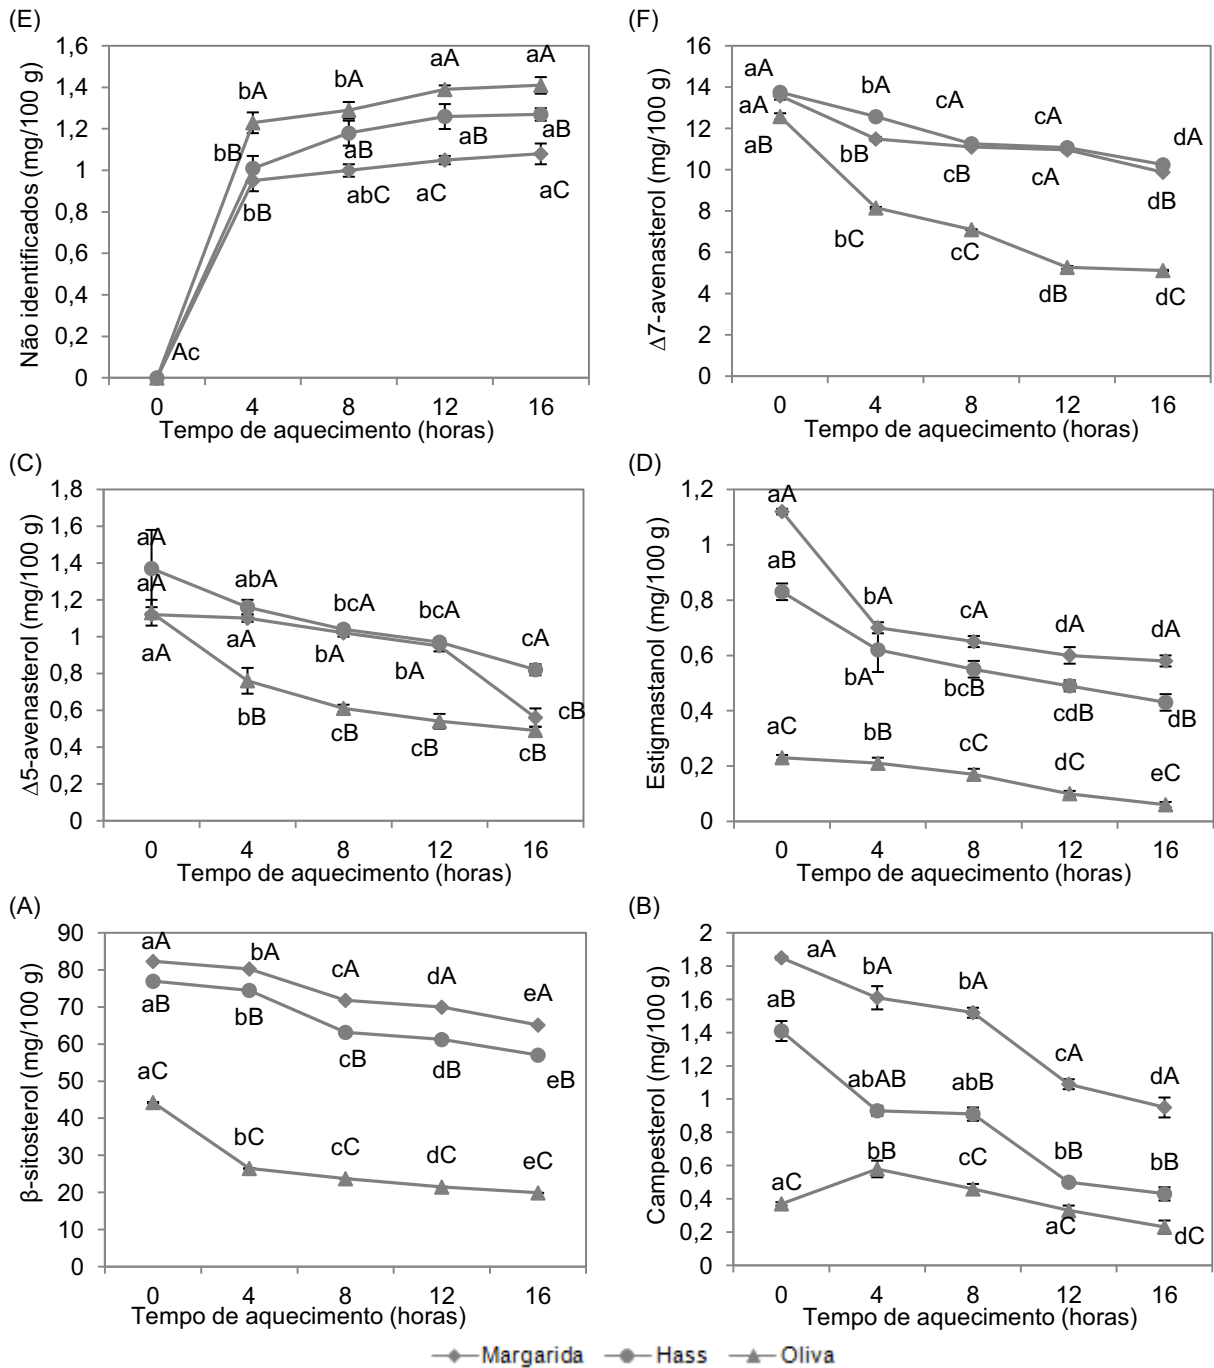 (E)
Não identificados (mg/100 g)
1,6
1,4
1,2
1
0,8
0,6
0,4
0,2
0
aA
aA
bA
bA
bB
aB
aB
aB
bB
abC
aC
aC
Ac
0 4 8 12 16
Tempo de aquecimento (horas)
(F)
Δ7-avenasterol (mg/100 g)
16
14
12
10
8
6
4
2
0
aA
bA
cA
cA
dA
aA
aB
bB
cB
cA
dB
bC
cC
dB
dC
0 4 8 12 16
Tempo de aquecimento (horas)
(C)
Δ5-avenasterol (mg/100 g)
1,8
1,6
1,4
1,2
1
0,8
0,6
0,4
0,2
0
aA
aA
abA
bcA
bcA
cA
aA
aA
bA
bA
cB
bB
cB
cB
cB
0 4 8 12 16
Tempo de aquecimento (horas)
(D)
Estigmastanol (mg/100 g)
1,2
1
0,8
0,6
0,4
0,2
0
aA
aB
bA
cA
dA
dA
bA
bcB
cdB
dB
aC
bB
cC
dC
eC
0 4 8 12 16
Tempo de aquecimento (horas)
(A)
β-sitosterol (mg/100 g)
90
80
70
60
50
40
30
20
10
0
aA
bA
cA
dA
eA
aB
bB
cB
dB
eB
aC
bC
cC
dC
eC
0 4 8 12 16
Tempo de aquecimento (horas)
(B)
Campesterol (mg/100 g)
2
1,8
1,6
1,4
1,2
1
0,8
0,6
0,4
0,2
0
aA
bA
bA
aB
cA
dA
abAB
abB
bB
bB
bB
cC
aC
aC
dC
0 4 8 12 16
Tempo de aquecimento (horas)
Margarida Hass Oliva